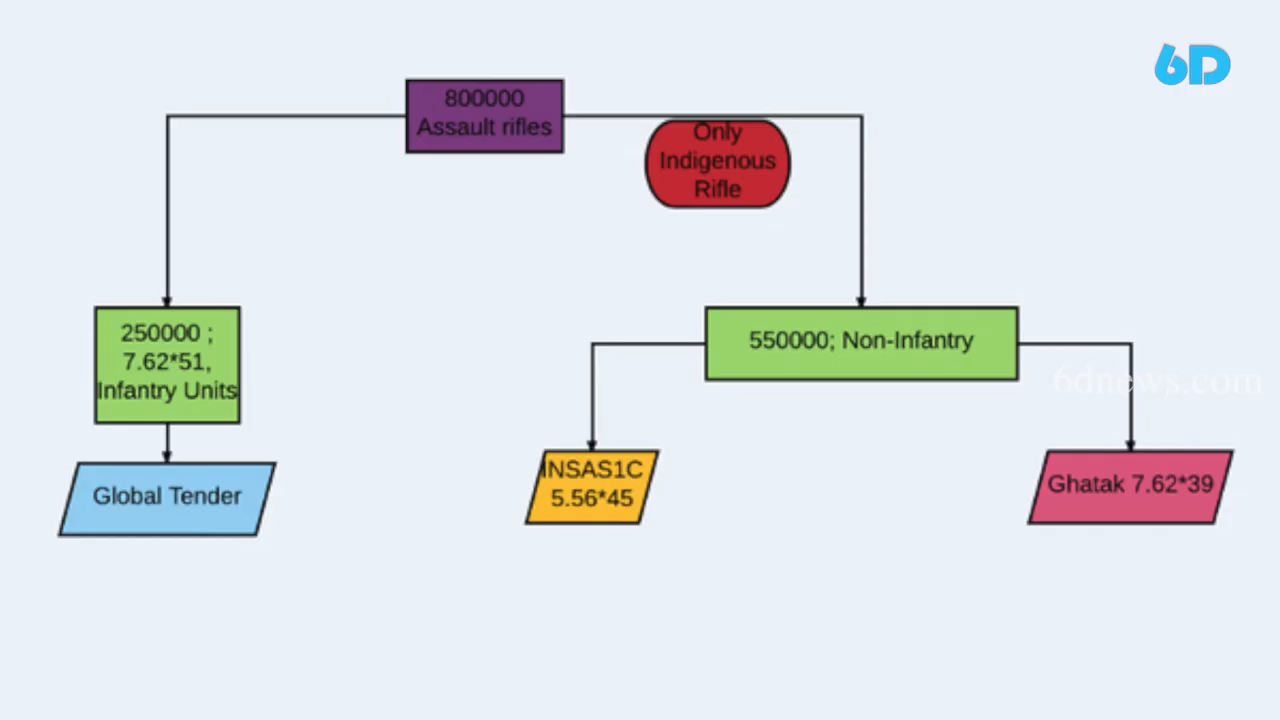 6D
800000
Assault rifles
Only
Indigenous
Rifle
250000 ;
7.62*51,
Infantry Units
550000; Non-Infantry
6dnews.com
Global Tender
INSAS1C
5.56*45
Ghatak 7.62*39